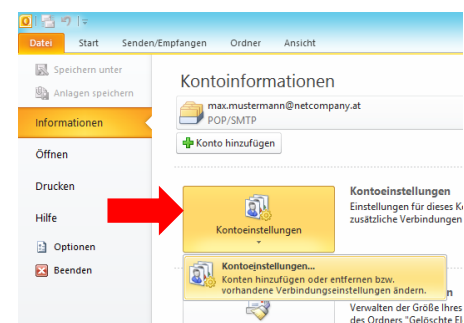 Datei Start Senden/Empfangen Ordner Ansicht
Speichern unter
Anlagen speichern
Informationen
Öffnen
Drucken
Hilfe
Optionen
Beenden
Kontoinformationen
max.mustermann@netcompany.at
POP/SMTP
Konto hinzufügen
Kontoeinstellungen
Kontoeinstellungen
Einstellungen für dieses Ko
zusätzliche Verbindungen
Kontoeinstellungen...
Konten hinzufügen oder entfernen bzw.
vorhandene Verbindungseinstellungen ändern.
n
Verwalten der Größe Ihres
des Ordners "Gelöschte El